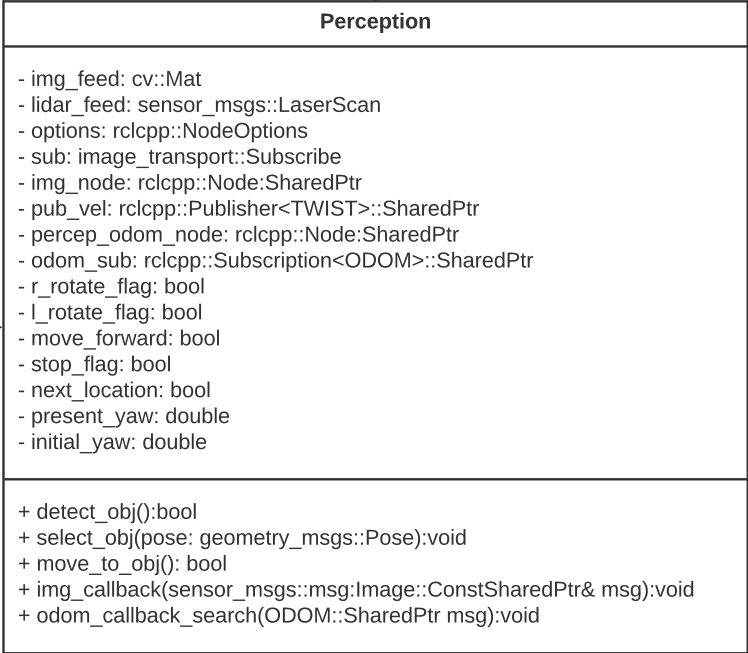 Perception
- img_feed: cv::Mat
- lidar_feed: sensor_msgs::LaserScan
- options: rclcpp::NodeOptions
- sub: image_transport::Subscribe
- img_node: rclcpp::Node:SharedPtr
- pub_vel: rclcpp::Publisher<TWIST>::SharedPtr
- percep_odom_node: rclcpp::Node:SharedPtr
- odom_sub: rclcpp::Subscription<ODOM>::SharedPtr
- r_rotate_flag: bool
- l_rotate_flag: bool
- move_forward: bool
- stop_flag: bool
- next_location: bool
- present_yaw: double
- initial_yaw: double
+ detect_obj():bool
+ select_obj(pose: geometry_msgs::Pose):void
+ move_to_obj(): bool
+ img_callback(sensor_msgs::msg:Image::ConstSharedPtr& msg):void
+ odom_callback_search(ODOM::SharedPtr msg):void